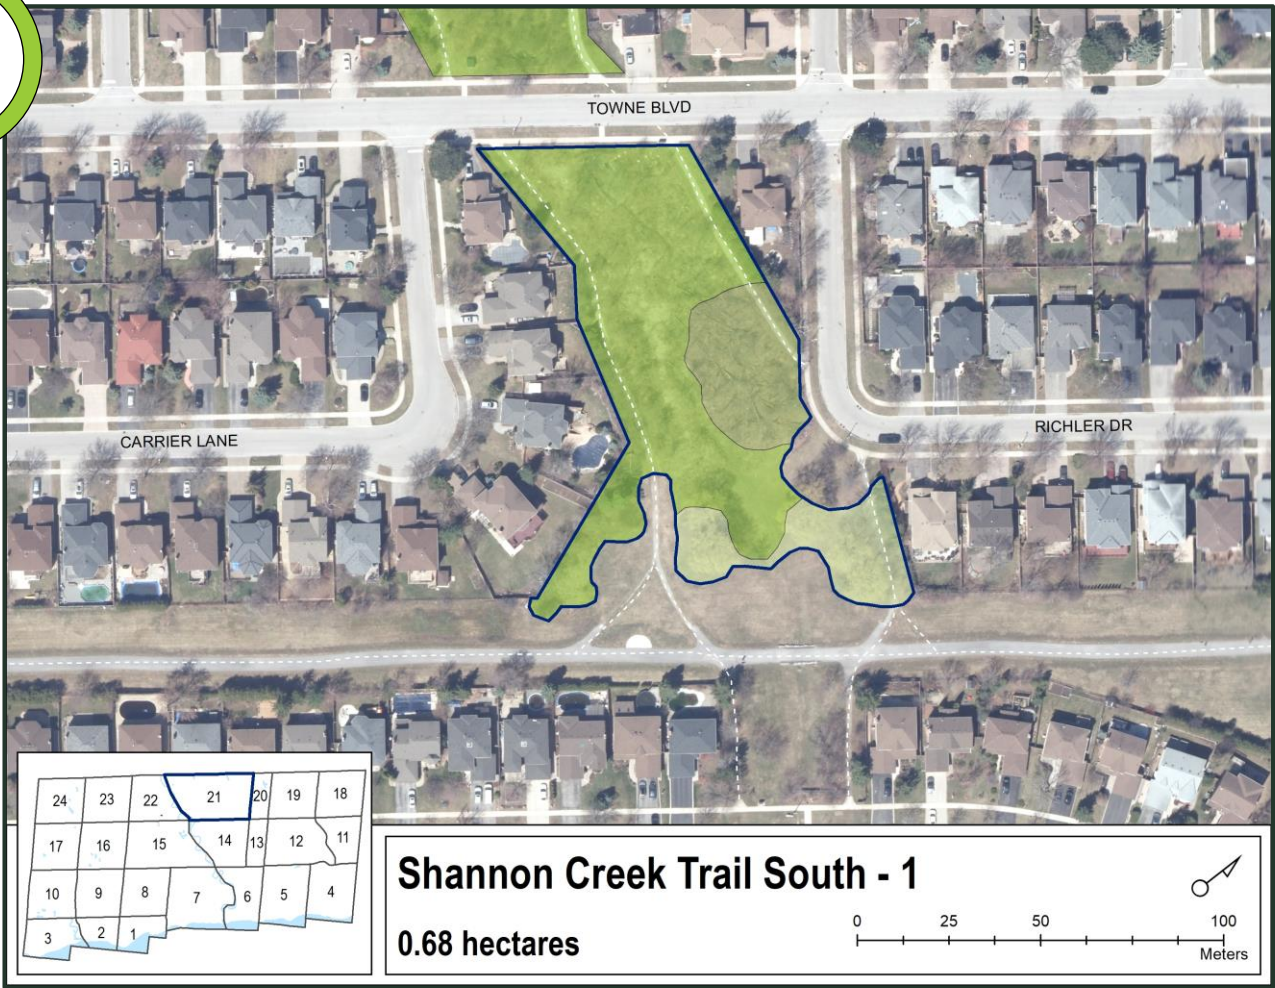 TOWNE BLVD
CARRIER LANE
RICHLER DR
24 23 22 21 20 19 18
17 16 15 14 13 12 11
10 9 8 7 6 5 4
3 2 1
Shannon Creek Trail South - 1
0.68 hectares
0 25 50 100
Meters